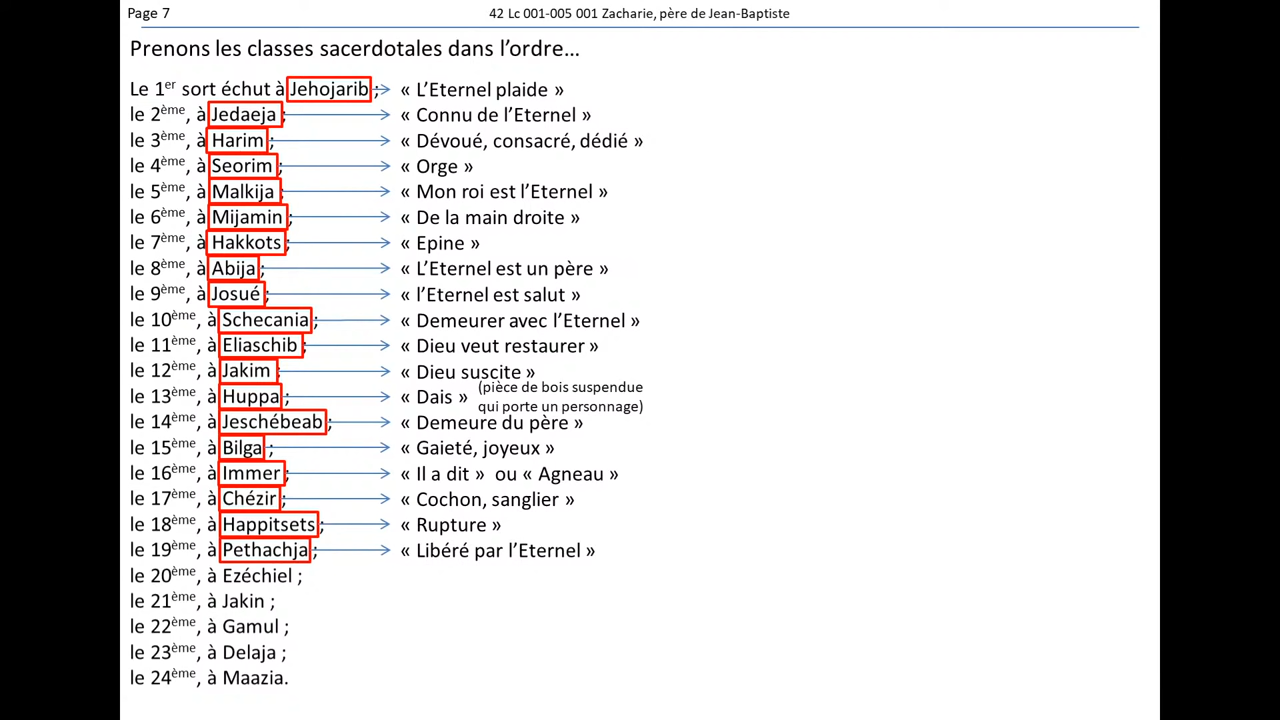 Page 7
42 Lc 001-005 001 Zacharie, père de Jean-Baptiste
Prenons les classes sacerdotales dans l’ordre…
Le 1er sort échut à Jehojarib ; « L’Eternel plaide »
le 2ème, à Jedaeja ; « Connu de l’Eternel »
le 3ème, à Harim ; « Dévoué, consacré, dédié »
le 4ème, à Seorim ; « Orge »
le 5ème, à Malkija ; « Mon roi est l’Eternel »
le 6ème, à Mijamin ; « De la main droite »
le 7ème, à Hakkots ; « Epine »
le 8ème, à Abija ; « L’Eternel est un père »
le 9ème, à Josué ; « l’Eternel est salut »
le 10ème, à Schecania ; « Demeurer avec l’Eternel »
le 11ème, à Eliaschib ; « Dieu veut restaurer »
le 12ème, à Jakim ; « Dieu suscite »
le 13ème, à Huppa ; « Dais » (pièce de bois suspendue
qui porte un personnage)
le 14ème, à Jeschébeab ; « Demeure du père »
le 15ème, à Bilga ; « Gaieté, joyeux »
le 16ème, à Immer ; « Il a dit » ou « Agneau »
le 17ème, à Chézir ; « Cochon, sanglier »
le 18ème, à Happitsets ; « Rupture »
le 19ème, à Pethachja ; « Libéré par l’Eternel »
le 20ème, à Ezéchiel ;
le 21ème, à Jakin ;
le 22ème, à Gamul ;
le 23ème, à Delaja ;
le 24ème, à Maazia.